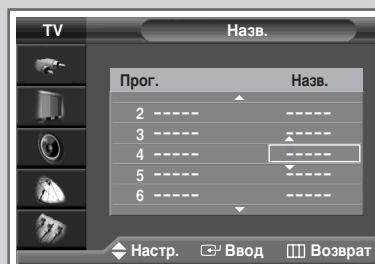 TV Назв.
Прог. Назв.
2 ----- -----
3 ----- -----
4 ----- -----
5 ----- -----
6 ----- -----
Настр. Ввод Возврат